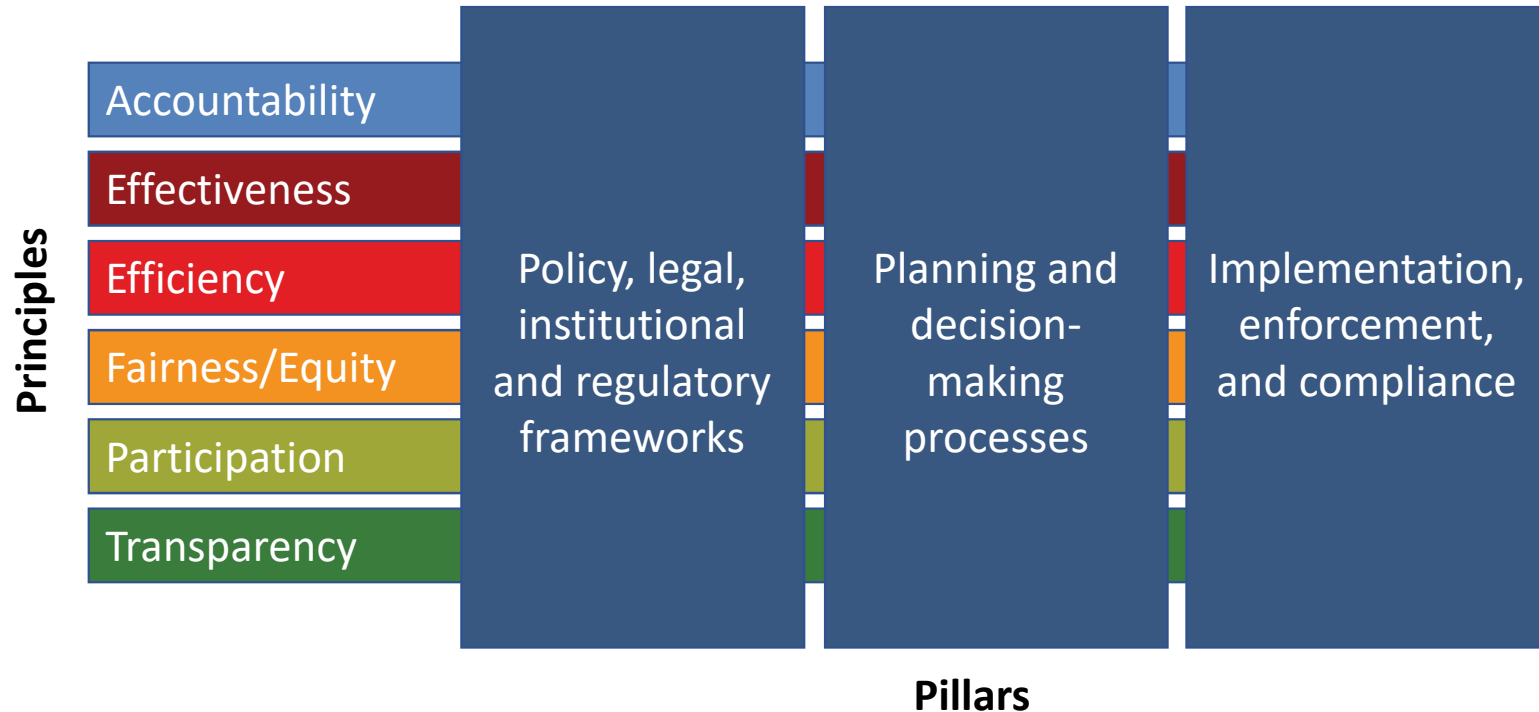 Principles
Accountability
Effectiveness
Efficiency
Fairness/Equity
Participation
Transparency
Policy, legal,
institutional
and regulatory
frameworks
Planning and
decision-
making
processes
Implementation,
enforcement,
and compliance
Pillars